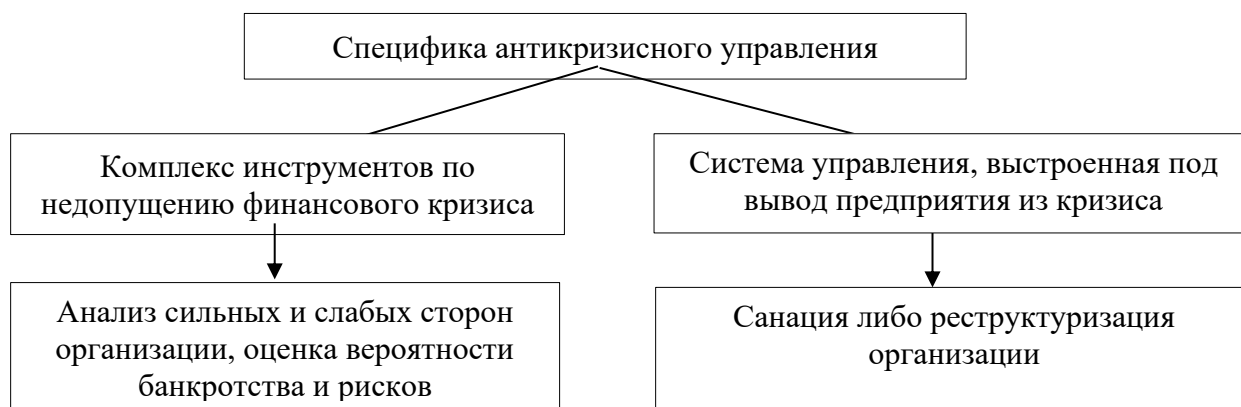 Специфика антикризисного управления
Комплекс инструментов по
недопущению финансового кризиса
Система управления, выстроенная под
вывод предприятия из кризиса
Анализ сильных и слабых сторон
организации, оценка вероятности
банкротства и рисков
Санация либо реструктуризация
организации